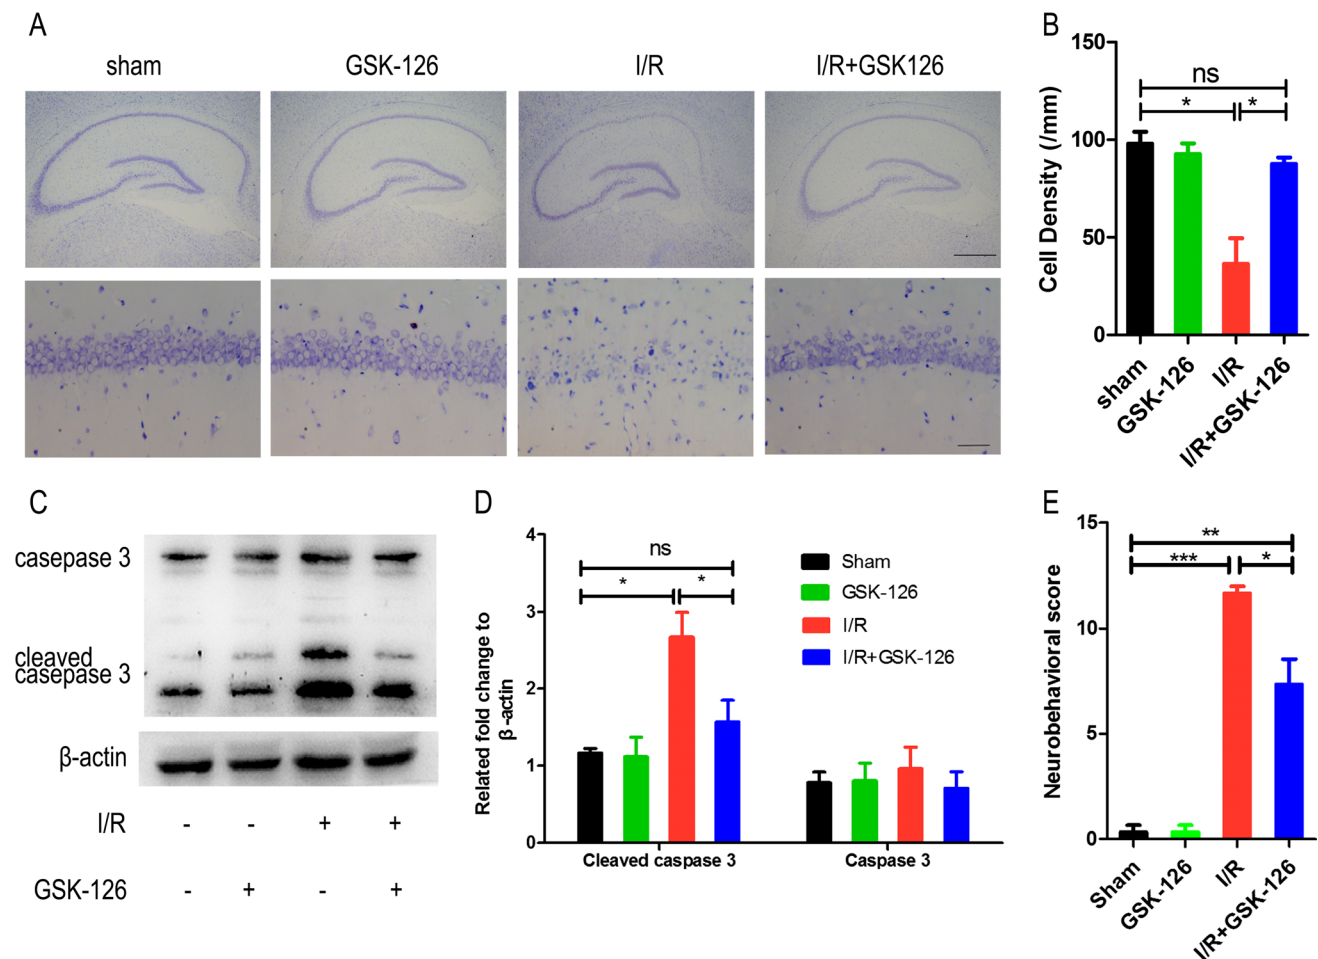 A
sham
GSK-126
I/R
I/R+GSK126
B
150
100
50
0
Cell Density (/mm)
ns
*
*
sham
GSK-126
I/R
I/R+GSK-126
C
casepase 3
cleaved
casepase 3
β-actin
I/R
- - + +
GSK-126
- + - +
D
4
3
2
1
0
Related fold change to
β-actin
ns
*
*
Sham
GSK-126
I/R
I/R+GSK-126
Cleaved caspase 3
Caspase 3
E
15
10
5
0
Neurobehavioral score
**
***
*
Sham
GSK-126
I/R
I/R+GSK-126